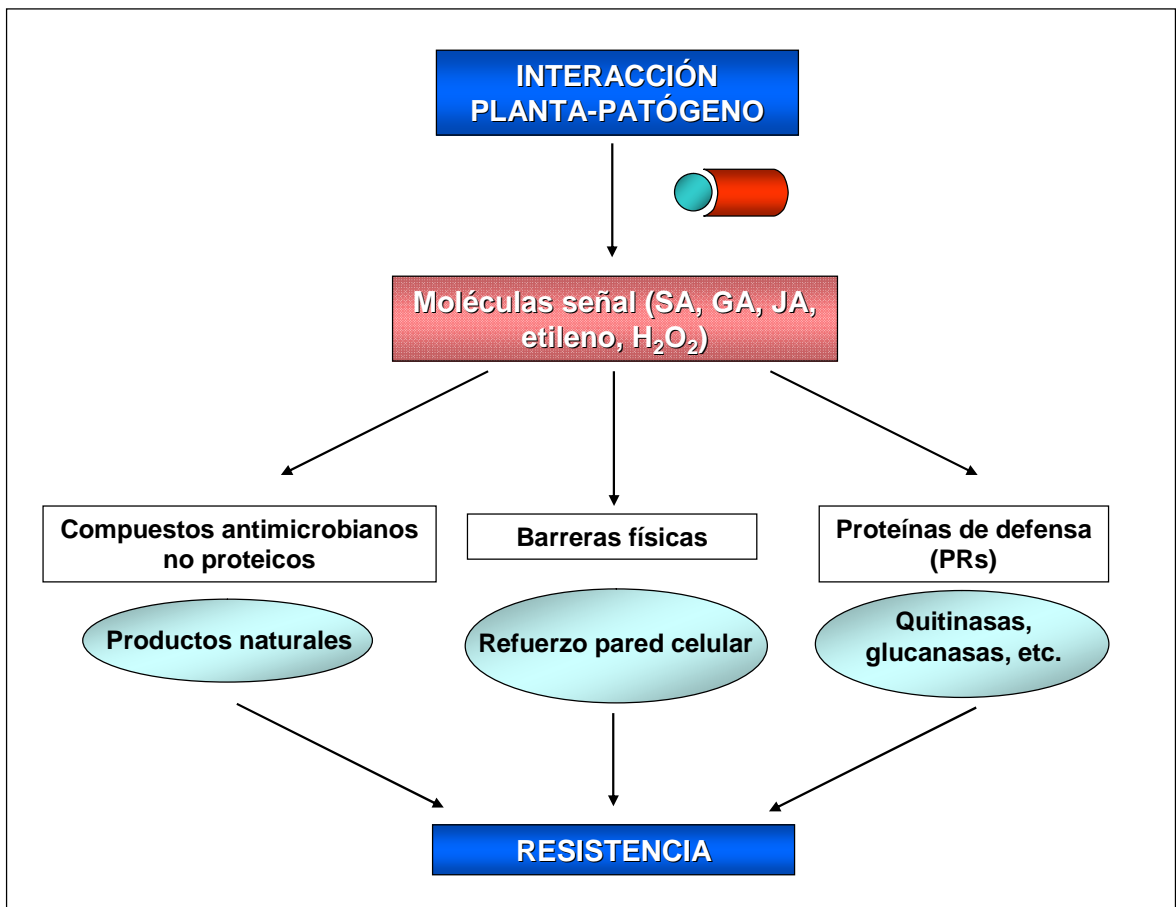 INTERACCIÓN
PLANTA-PATÓGENO
Moléculas señal (SA, GA, JA,
etileno, H₂O₂)
Compuestos antimicrobianos
no proteicos
Productos naturales
Barreras físicas
Refuerzo pared celular
Proteínas de defensa
(PRs)
Quitinasas,
glucanasas, etc.
RESISTENCIA